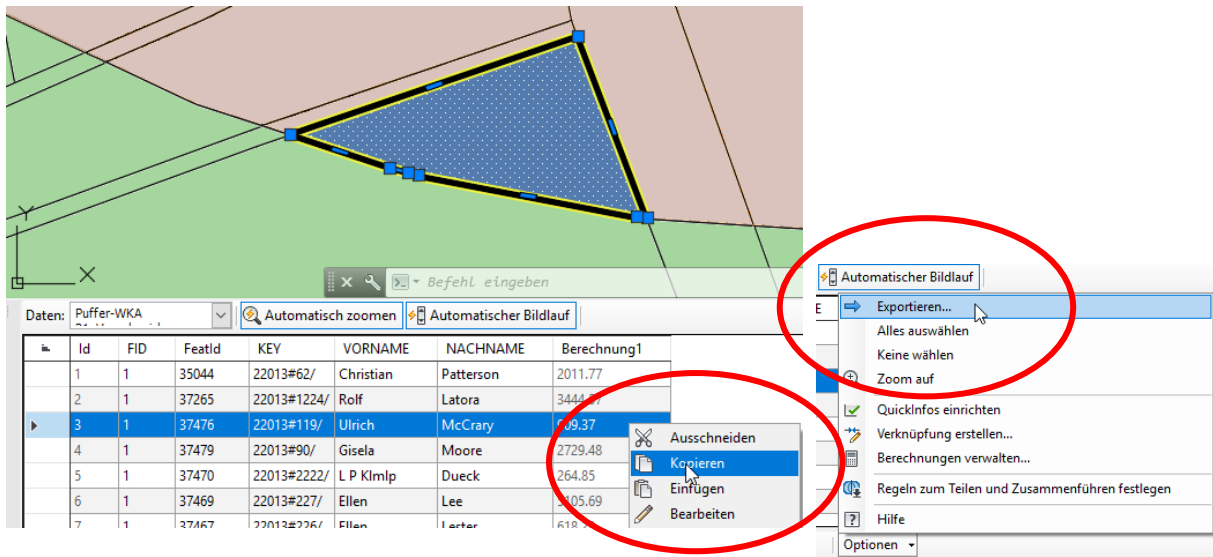 Y
X
Befehl eingeben
Daten: Puffer-WKA Automatisch zoomen Automatischer Bildlauf
Id FID FeatId KEY VORNAME NACHNAME Berechnung1
1 1 35044 22013#62/ Christian Patterson 2011.77
2 1 37265 22013#1224/ Rolf Latora
3 1 37476 22013#119/ Ulrich McCrary
4 1 37479 22013#90/ Gisela Moore 2729.48
5 1 37470 22013#2222/ L P Klmlp Dueck 264.85
6 1 37469 22013#227/ Ellen Lee
7 1 37467 22013#226/ Ellen Lester
Ausschneiden
Kopieren
Einfügen
Bearbeiten
Automatischer Bildlauf
E
Exportieren...
Alles auswählen
Keine wählen
Zoom auf
QuickInfos einrichten
Verknüpfung erstellen...
Berechnungen verwalten...
Regeln zum Teilen und Zusammenführen festlegen
Hilfe
Optionen